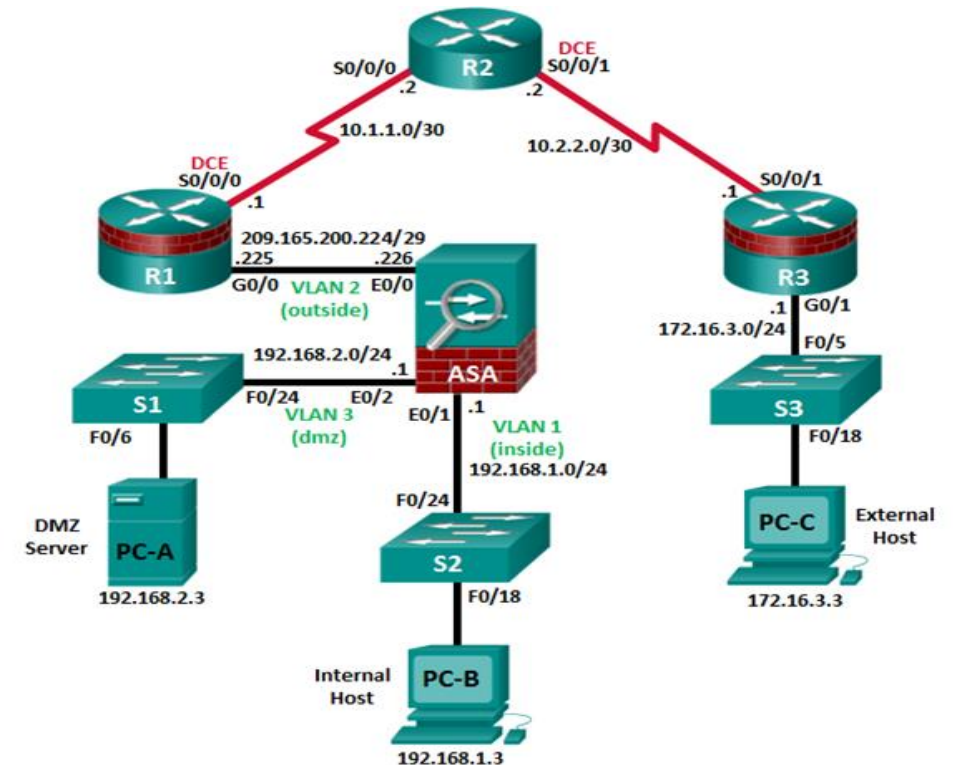 R2
DCE
S0/0/0
S0/0/1
.2
.2
10.1.1.0/30
10.2.2.0/30
DCE
S0/0/0
.1
S0/0/1
.1
R1
R3
209.165.200.224/29
.225
.226
G0/0
VLAN 2
(outside)
E0/0
.1
G0/1
172.16.3.0/24
F0/5
192.168.2.0/24
.1
ASA
S1
F0/24
VLAN 3
(dmz)
E0/2
E0/1
.1
VLAN 1
(inside)
192.168.1.0/24
S3
F0/6
F0/18
F0/24
DMZ
Server
PC-A
192.168.2.3
S2
F0/18
PC-C
External
Host
172.16.3.3
Internal
Host
PC-B
192.168.1.3